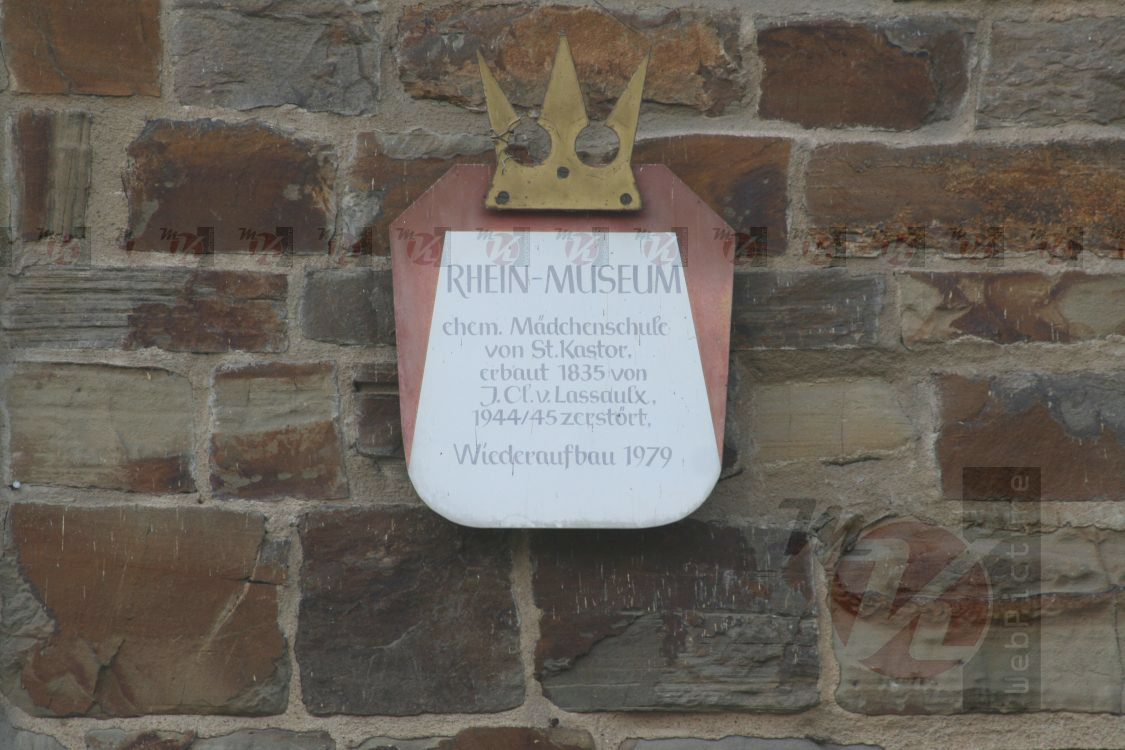 RHEIN-MUSEUM
ehem. Mädchenschule
von St. Kastor,
erbaut 1835 von
J. Cl. v. Lassaulx,
1944/45 zerstört,
Wiederaufbau 1979